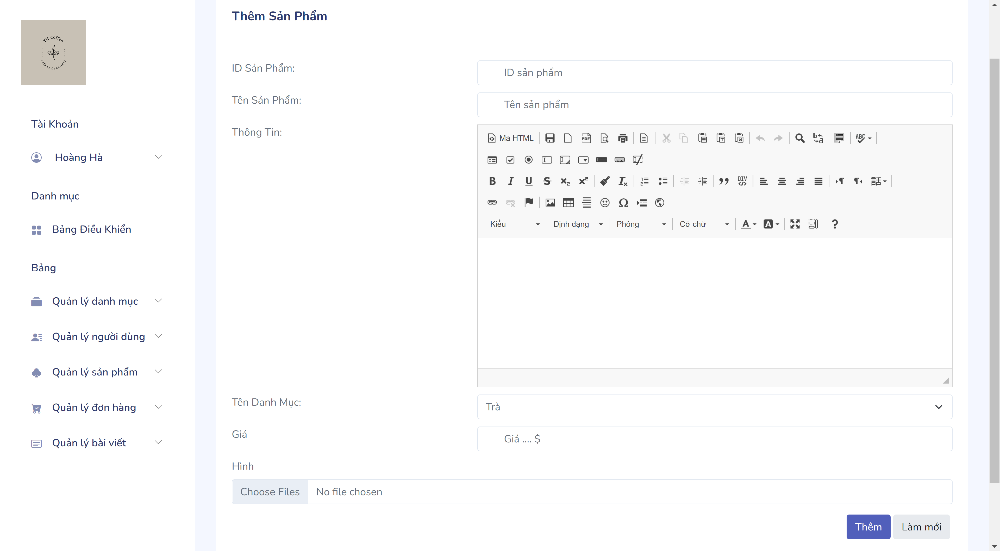 TH Coffee
cafe and roastery
Tài Khoản
Hoàng Hà
Danh mục
Bảng Điều Khiển
Bảng
Quản lý danh mục
Quản lý người dùng
Quản lý sản phẩm
Quản lý đơn hàng
Quản lý bài viết
Thêm Sản Phẩm
ID Sản Phẩm:
ID sản phẩm
Tên Sản Phẩm:
Tên sản phẩm
Thông Tin:
Mã HTML
Kiểu Định dạng Phông Cỡ chữ
Tên Danh Mục:
Trà
Giá
Giá .... $
Hình
Choose Files No file chosen
Thêm Làm mới